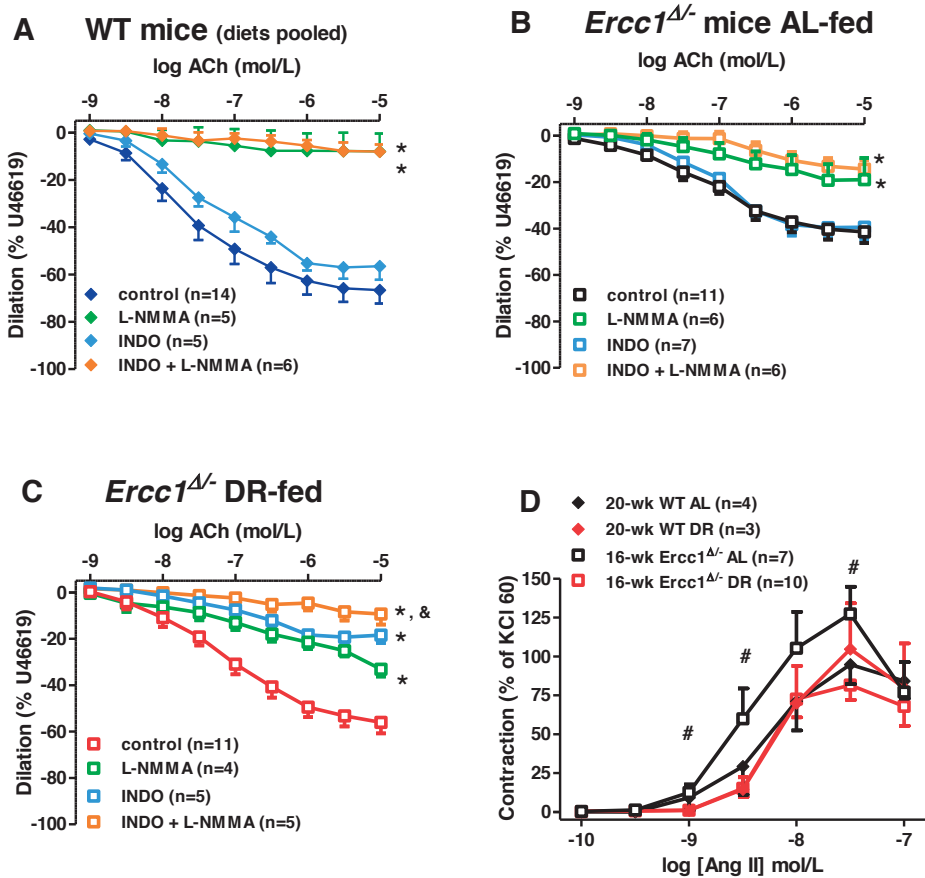 A WT mice (diets pooled)
log ACh (mol/L)
-9 -8 -7 -6 -5
0
-20
-40
-60
-80
-100
Dilation (% U46619)
*
*
control (n=14)
L-NMMA (n=5)
INDO (n=5)
INDO + L-NMMA (n=6)
B Ercc1Δ/- mice AL-fed
log ACh (mol/L)
-9 -8 -7 -6 -5
0
-20
-40
-60
-80
-100
Dilation (% U46619)
*
*
control (n=11)
L-NMMA (n=6)
INDO (n=7)
INDO + L-NMMA (n=6)
C Ercc1Δ/- DR-fed
log ACh (mol/L)
-9 -8 -7 -6 -5
0
-20
-40
-60
-80
-100
Dilation (% U46619)
*, &
*
*
control (n=11)
L-NMMA (n=4)
INDO (n=5)
INDO + L-NMMA (n=5)
D
20-wk WT AL (n=4)
20-wk WT DR (n=3)
16-wk Ercc1Δ/- AL (n=7)
16-wk Ercc1Δ/- DR (n=10)
150
125
100
75
50
25
0
Contraction (% of KCl 60)
# # #
-10 -9 -8 -7
log [Ang II] mol/L